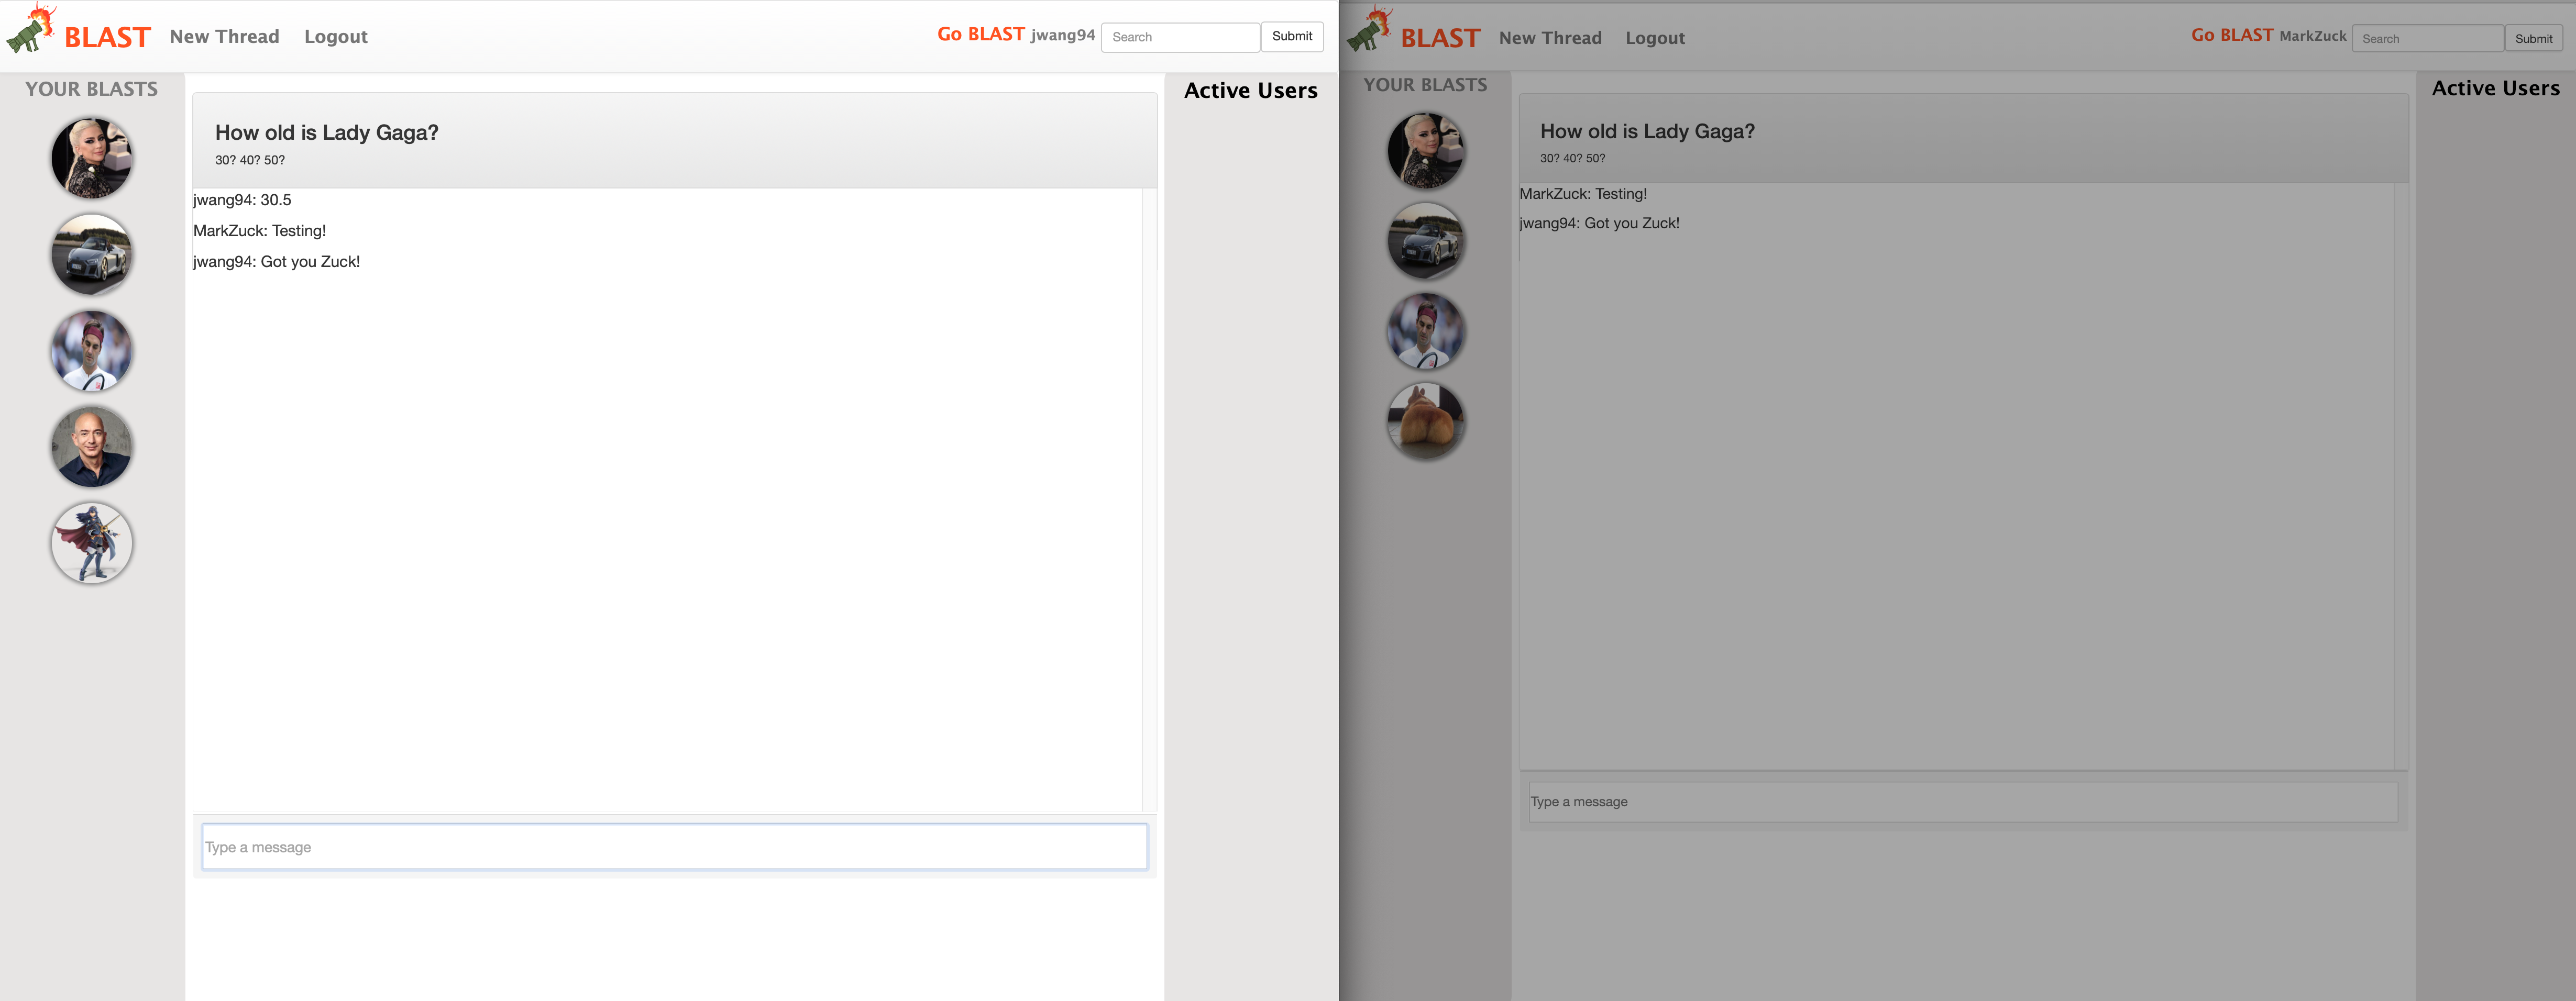 BLAST New Thread Logout Go BLAST jwang94 Search Submit
YOUR BLASTS
Active Users
How old is Lady Gaga?
30? 40? 50?
jwang94: 30.5
MarkZuck: Testing!
jwang94: Got you Zuck!
Type a message
BLAST New Thread Logout Go BLAST MarkZuck Search Submit
YOUR BLASTS
Active Users
How old is Lady Gaga?
30? 40? 50?
MarkZuck: Testing!
jwang94: Got you Zuck!
Type a message